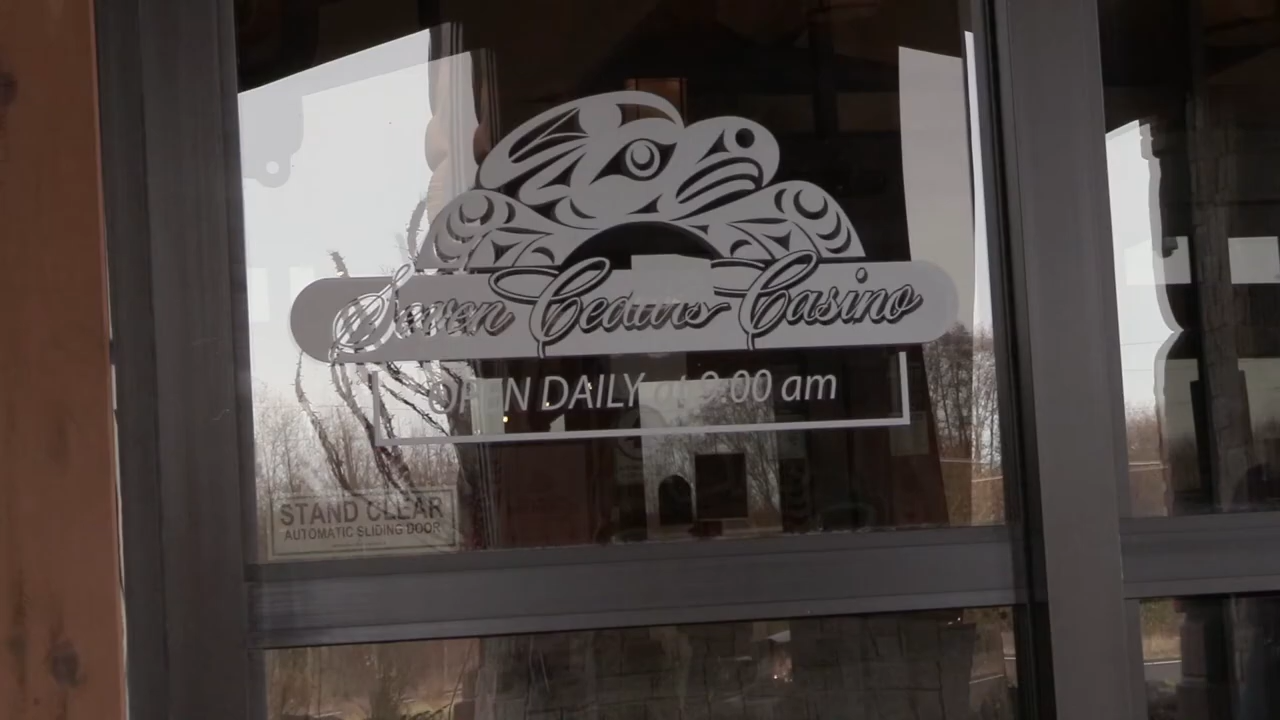 Seven Cedars Casino
OPEN DAILY at 9:00 am
STAND CLEAR
AUTOMATIC SLIDING DOOR